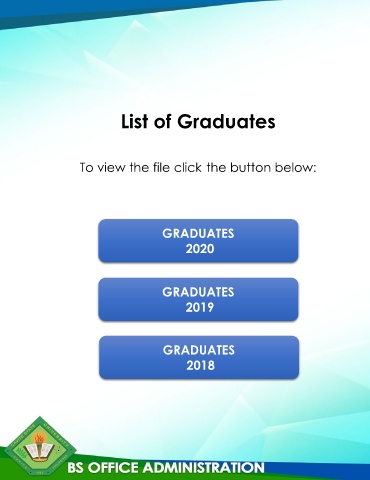 List of Graduates
To view the file click the button below:
GRADUATES
2020
GRADUATES
2019
GRADUATES
2018
BS OFFICE ADMINISTRATION